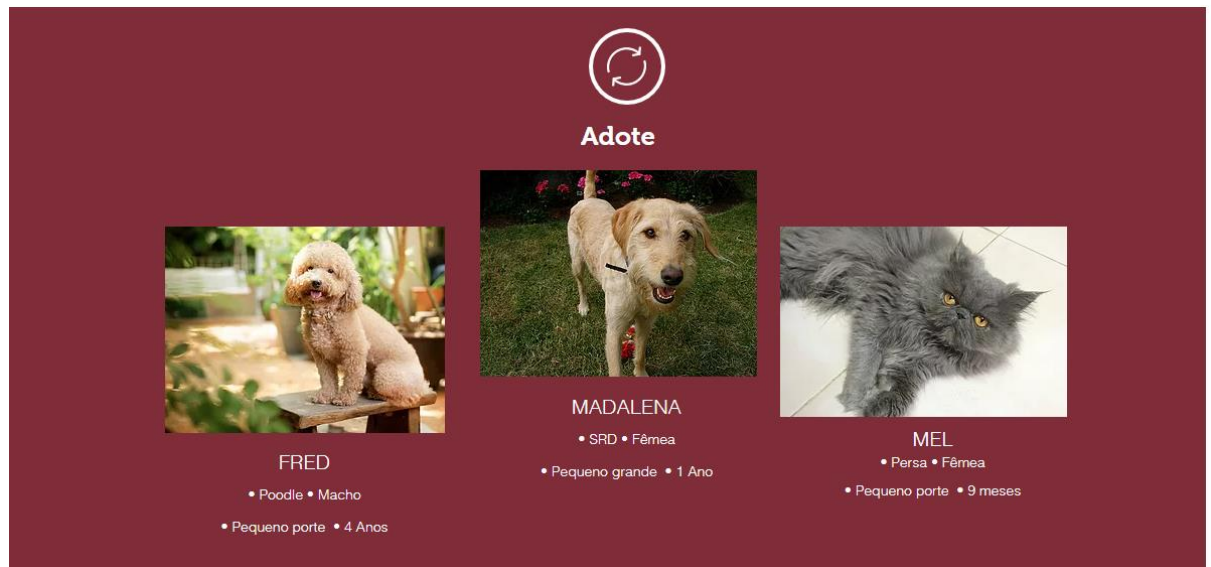 Adote
FRED
• Poodle • Macho
• Pequeno porte • 4 Anos
MADALENA
• SRD • Fêmea
• Pequeno grande • 1 Ano
MEL
• Persa • Fêmea
• Pequeno porte • 9 meses